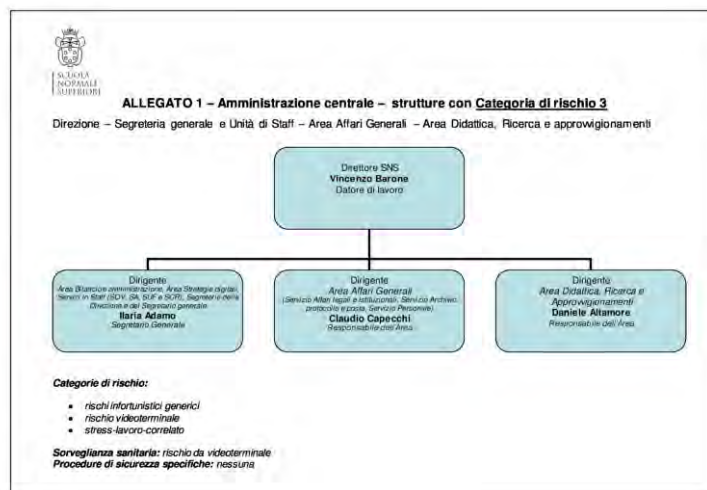 SCUOLA
NORMALE
SUPERIORE
ALLEGATO 1 – Amministrazione centrale – strutture con Categoria di rischio 3
Direzione – Segreteria generale e Unità di Staff – Area Affari Generali – Area Didattica, Ricerca e approvvigionamenti
Direttore SNS
Vincenzo Barone
Datore di lavoro
Dirigente
Area Bilancio e amministrazione, Area Strategie digitali,
Servizi in Staff (SOV, SA, SUE e SCR), Segreterie della
Direzione e del Segretario generale
Ilaria Adamo
Segretario Generale
Dirigente
Area Affari Generali
(Servizio Affari legali e istituzionali, Servizio Archivio,
protocollo e posta, Servizio Personale)
Claudio Capecchi
Responsabile dell'Area
Dirigente
Area Didattica, Ricerca e
Approvvigionamenti
Daniele Altamore
Responsabile dell'Area
Categorie di rischio:
• rischi infortunistici generici
• rischio videoterminale
• stress-lavoro-correlato
Sorveglianza sanitaria: rischio da videoterminale
Procedure di sicurezza specifiche: nessuna